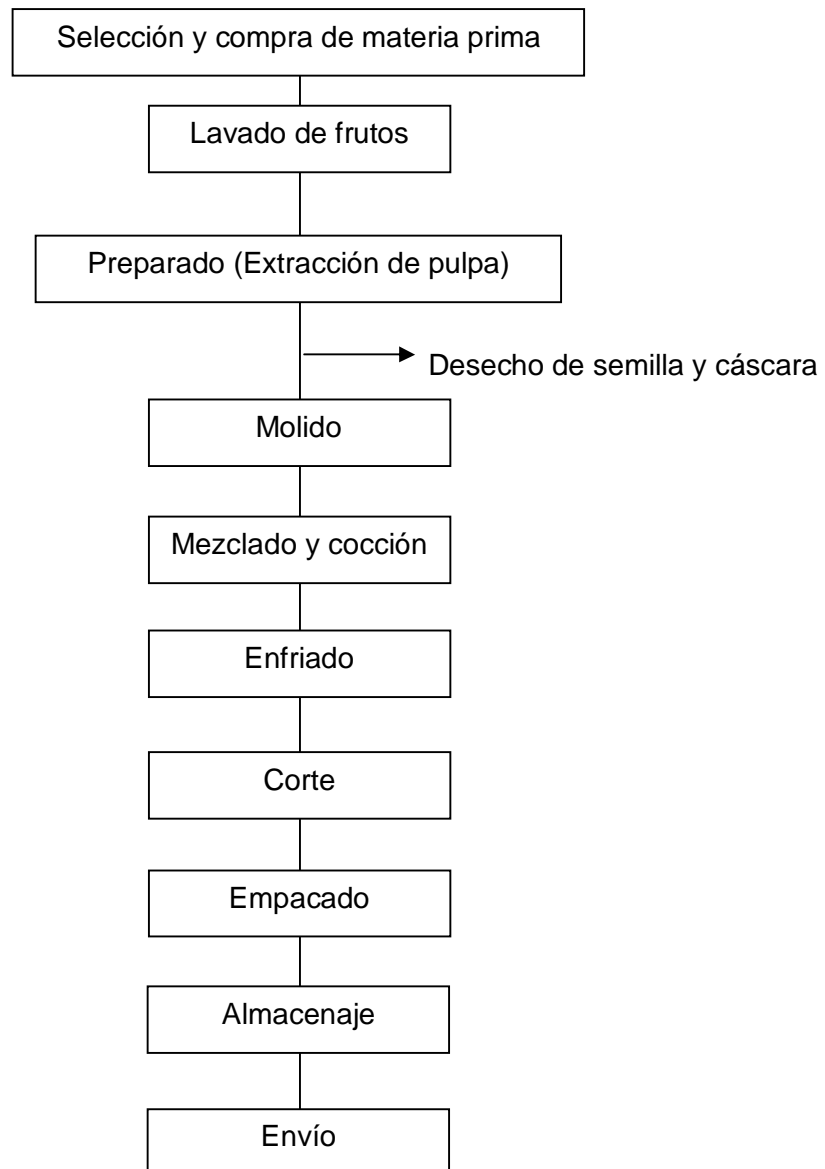 Selección y compra de materia prima
Lavado de frutos
Preparado (Extracción de pulpa)
Desecho de semilla y cáscara
Molido
Mezclado y cocción
Enfriado
Corte
Empacado
Almacenaje
Envío